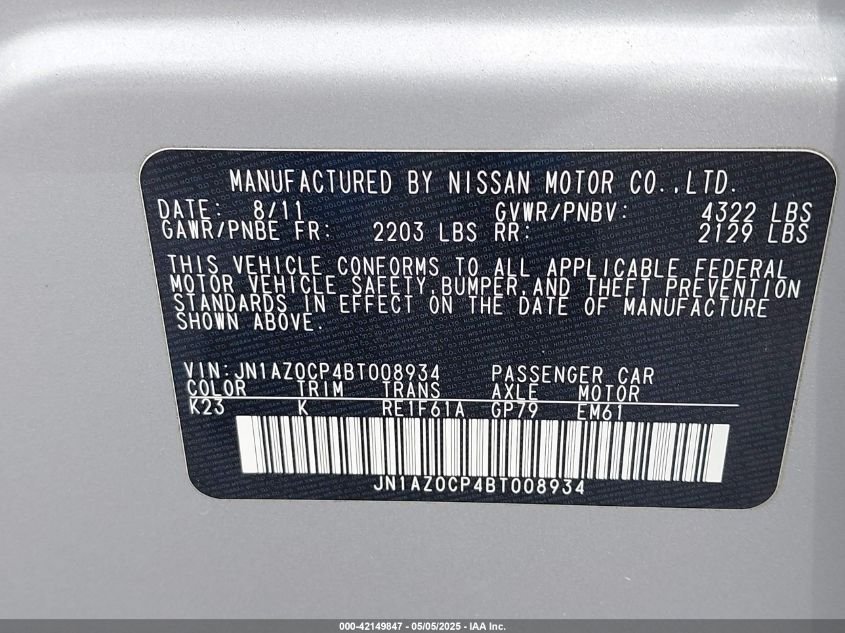 MANUFACTURED BY NISSAN MOTOR CO.,LTD.
DATE: 8/11 GVWR/PNBV: 4322 LBS
GAWR/PNBE FR: 2203 LBS RR: 2129 LBS
THIS VEHICLE CONFORMS TO ALL APPLICABLE FEDERAL
MOTOR VEHICLE SAFETY,BUMPER,AND THEFT PREVENTION
STANDARDS IN EFFECT ON THE DATE OF MANUFACTURE
SHOWN ABOVE.
VIN:JN1AZ0CP4BT008934 PASSENGER CAR
COLOR TRIM TRANS AXLE MOTOR
K23 K RE1F61A GP79 EM61
JN1AZ0CP4BT008934
000-42149847 - 05/05/2025 - IAA Inc.